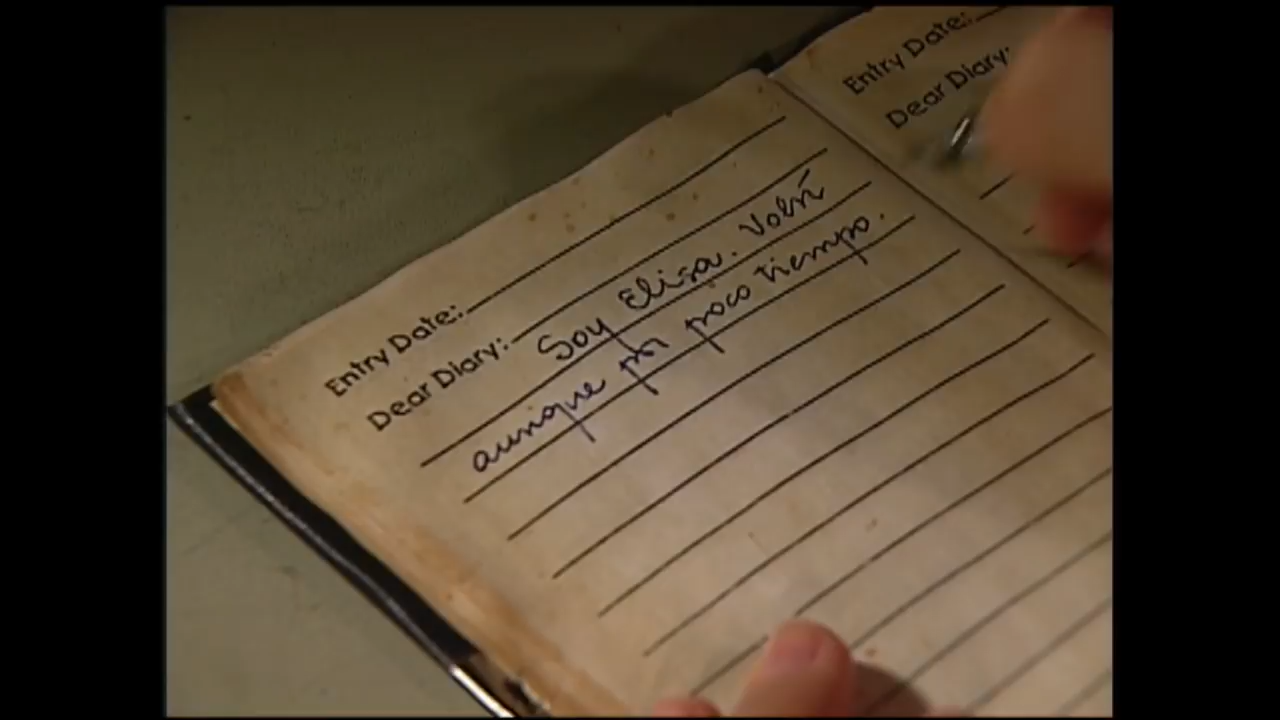 Entry Date:
Dear Diary: Soy Elisa. Volví
aunque por poco tiempo.
Entry Date:
Dear Diary: